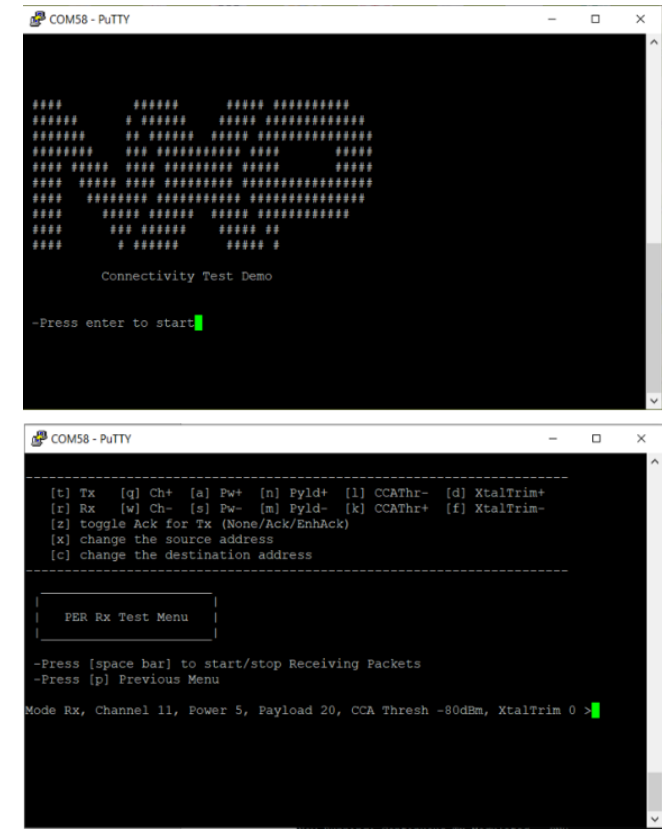 COM58 - PuTTY
####         ######      ##### ##########
######      # ######    ##### #############
#######     ## ######  ##### ###############
########    ### ########### ####       #####
#### #####  #### ######### #####       #####
####  ##### #### ######### #################
####   ######## ########### ###############
####     ##### ######  ##### ############
####      ### ######     ##### ##
####       # ######       ##### #
Connectivity Test Demo
-Press enter to start
COM58 - PuTTY
----------------------------------------------------------------------
[t] Tx   [q] Ch+  [a] Pw+  [n] Pyld+  [l] CCAThr-  [d] XtalTrim+
[r] Rx   [w] Ch-  [s] Pw-  [m] Pyld-  [k] CCAThr+  [f] XtalTrim-
[z] toggle Ack for Tx (None/Ack/EnhAck)
[x] change the source address
[c] change the destination address
----------------------------------------------------------------------
PER Rx Test Menu
-Press [space bar] to start/stop Receiving Packets
-Press [p] Previous Menu
Mode Rx, Channel 11, Power 5, Payload 20, CCA Thresh -80dBm, XtalTrim 0 >